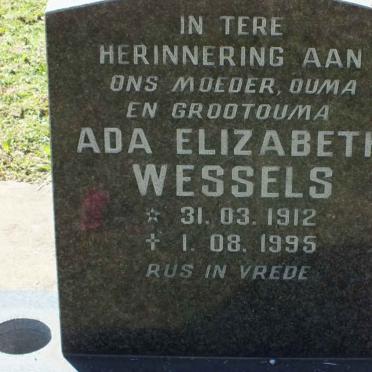 IN TERE
HERINNERING AAN
ONS MOEDER, OUMA
EN GROOTOUMA
ADA ELIZABETH
WESSELS
☆ 31. 03. 1912
✝ 1. 08. 1995
RUS IN VREDE